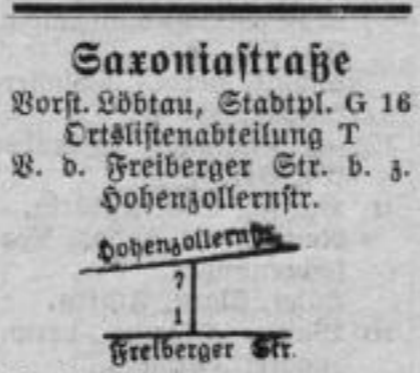 Saxoniastraße
Vorst. Löbtau, Stadtpl. G 16
Ortslistenabteilung T
V. d. Freiberger Str. b. z.
Hohenzollernstr.
Hohenzollernstr.
7
1
Freiberger Str.